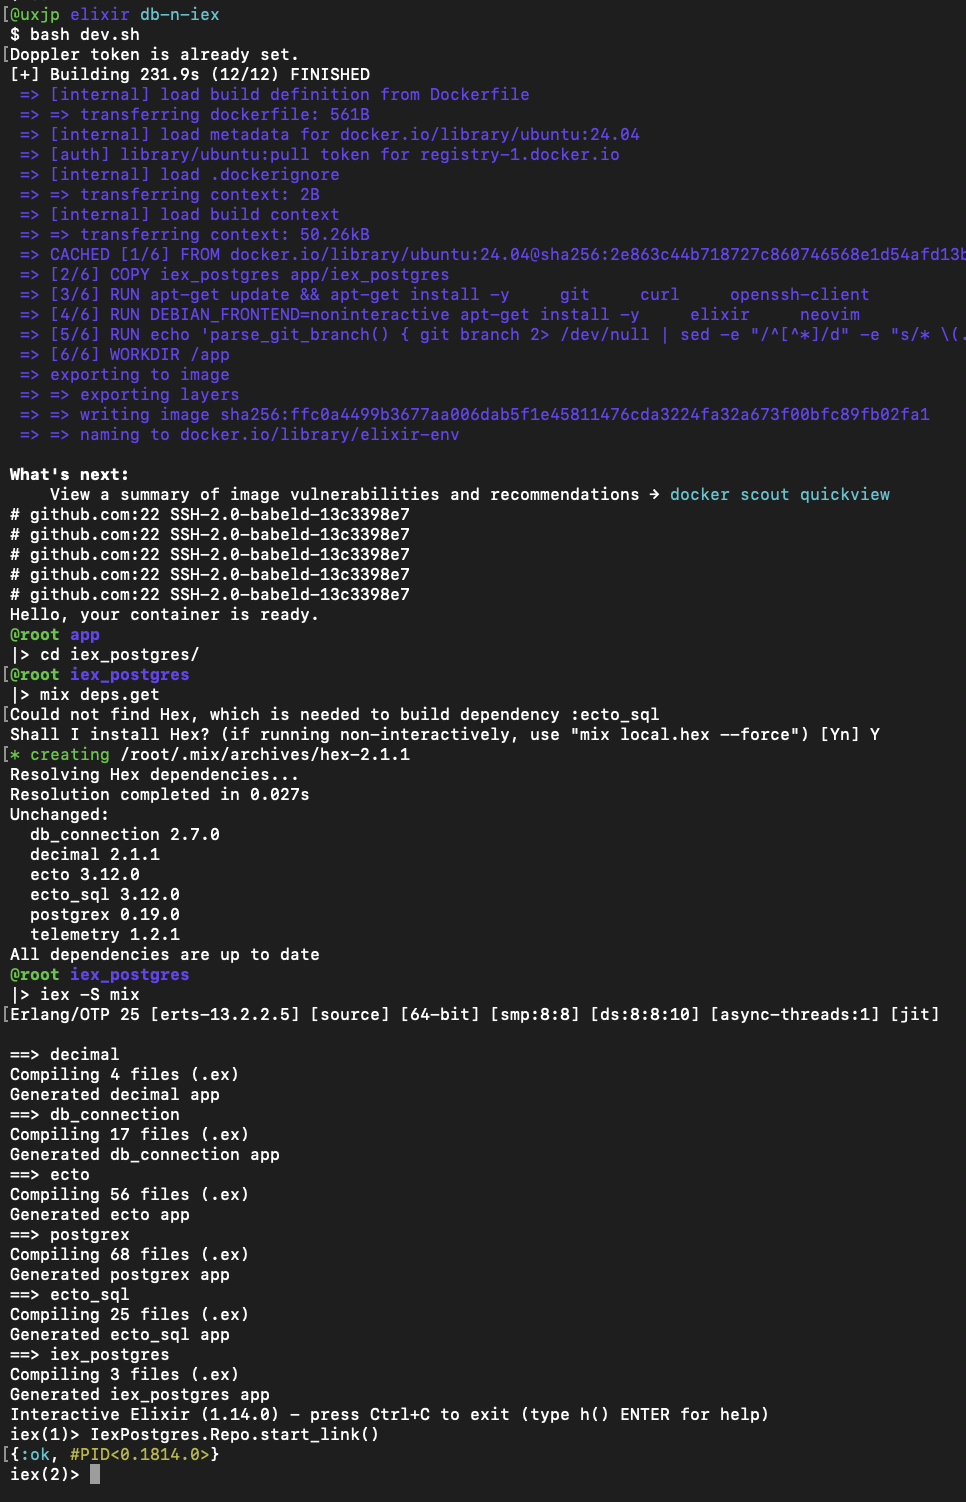 [@uxjp elixir db-n-iex
$ bash dev.sh
[Doppler token is already set.
[+] Building 231.9s (12/12) FINISHED
=> [internal] load build definition from Dockerfile
=> => transferring dockerfile: 561B
=> [internal] load metadata for docker.io/library/ubuntu:24.04
=> [auth] library/ubuntu:pull token for registry-1.docker.io
=> [internal] load .dockerignore
=> => transferring context: 2B
=> [internal] load build context
=> => transferring context: 50.26kB
=> CACHED [1/6] FROM docker.io/library/ubuntu:24.04@sha256:2e863c44b718727c860746568e1d54afd13b
=> [2/6] COPY iex_postgres app/iex_postgres
=> [3/6] RUN apt-get update && apt-get install -y     git     curl     openssh-client
=> [4/6] RUN DEBIAN_FRONTEND=noninteractive apt-get install -y     elixir     neovim
=> [5/6] RUN echo 'parse_git_branch() { git branch 2> /dev/null | sed -e "/^[^*]/d" -e "s/* \(.
=> [6/6] WORKDIR /app
=> exporting to image
=> => exporting layers
=> => writing image sha256:ffc0a4499b3677aa006dab5f1e45811476cda3224fa32a673f00bfc89fb02fa1
=> => naming to docker.io/library/elixir-env
What's next:
View a summary of image vulnerabilities and recommendations → docker scout quickview
# github.com:22 SSH-2.0-babeld-13c3398e7
# github.com:22 SSH-2.0-babeld-13c3398e7
# github.com:22 SSH-2.0-babeld-13c3398e7
# github.com:22 SSH-2.0-babeld-13c3398e7
# github.com:22 SSH-2.0-babeld-13c3398e7
Hello, your container is ready.
@root app
|> cd iex_postgres/
[@root iex_postgres
|> mix deps.get
[Could not find Hex, which is needed to build dependency :ecto_sql
Shall I install Hex? (if running non-interactively, use "mix local.hex --force") [Yn] Y
[* creating /root/.mix/archives/hex-2.1.1
Resolving Hex dependencies...
Resolution completed in 0.027s
Unchanged:
db_connection 2.7.0
decimal 2.1.1
ecto 3.12.0
ecto_sql 3.12.0
postgrex 0.19.0
telemetry 1.2.1
All dependencies are up to date
@root iex_postgres
|> iex -S mix
[Erlang/OTP 25 [erts-13.2.2.5] [source] [64-bit] [smp:8:8] [ds:8:8:10] [async-threads:1] [jit]
==> decimal
Compiling 4 files (.ex)
Generated decimal app
==> db_connection
Compiling 17 files (.ex)
Generated db_connection app
==> ecto
Compiling 56 files (.ex)
Generated ecto app
==> postgrex
Compiling 68 files (.ex)
Generated postgrex app
==> ecto_sql
Compiling 25 files (.ex)
Generated ecto_sql app
==> iex_postgres
Compiling 3 files (.ex)
Generated iex_postgres app
Interactive Elixir (1.14.0) - press Ctrl+C to exit (type h() ENTER for help)
iex(1)> IexPostgres.Repo.start_link()
[{:ok, #PID<0.1814.0>}
iex(2)>